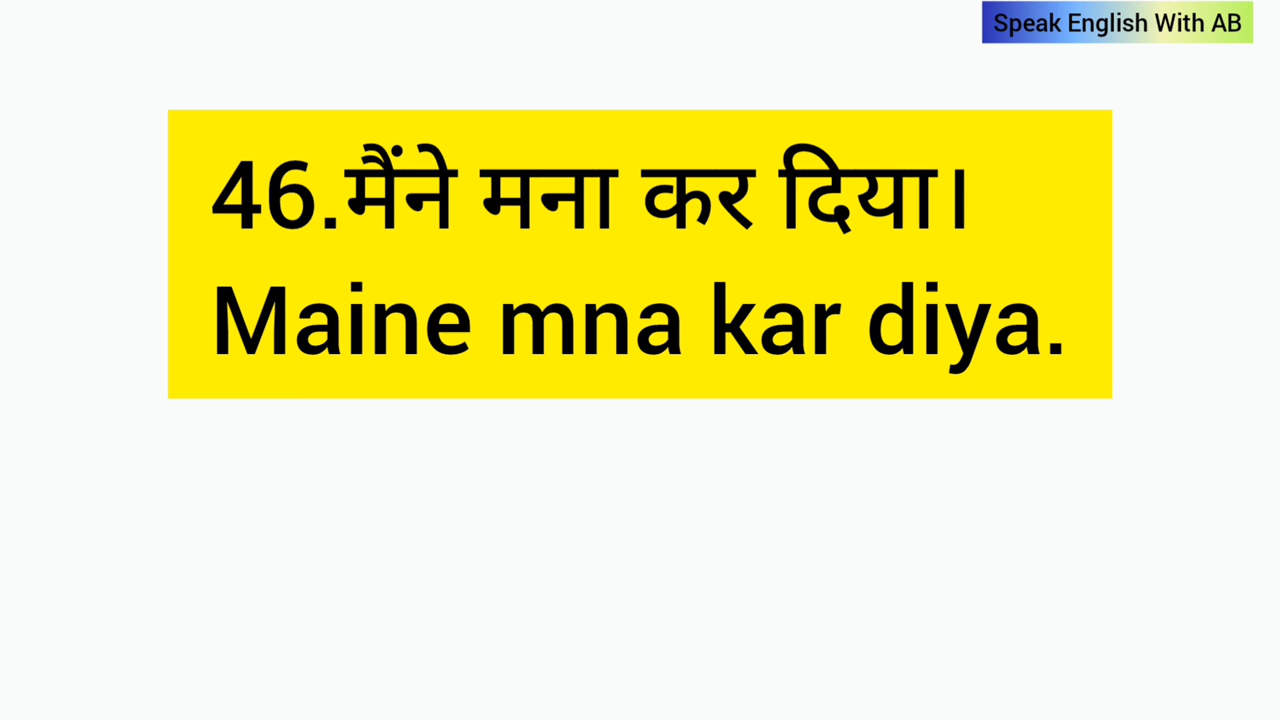 Speak English With AB
46.मैंने मना कर दिया।
Maine mna kar diya.